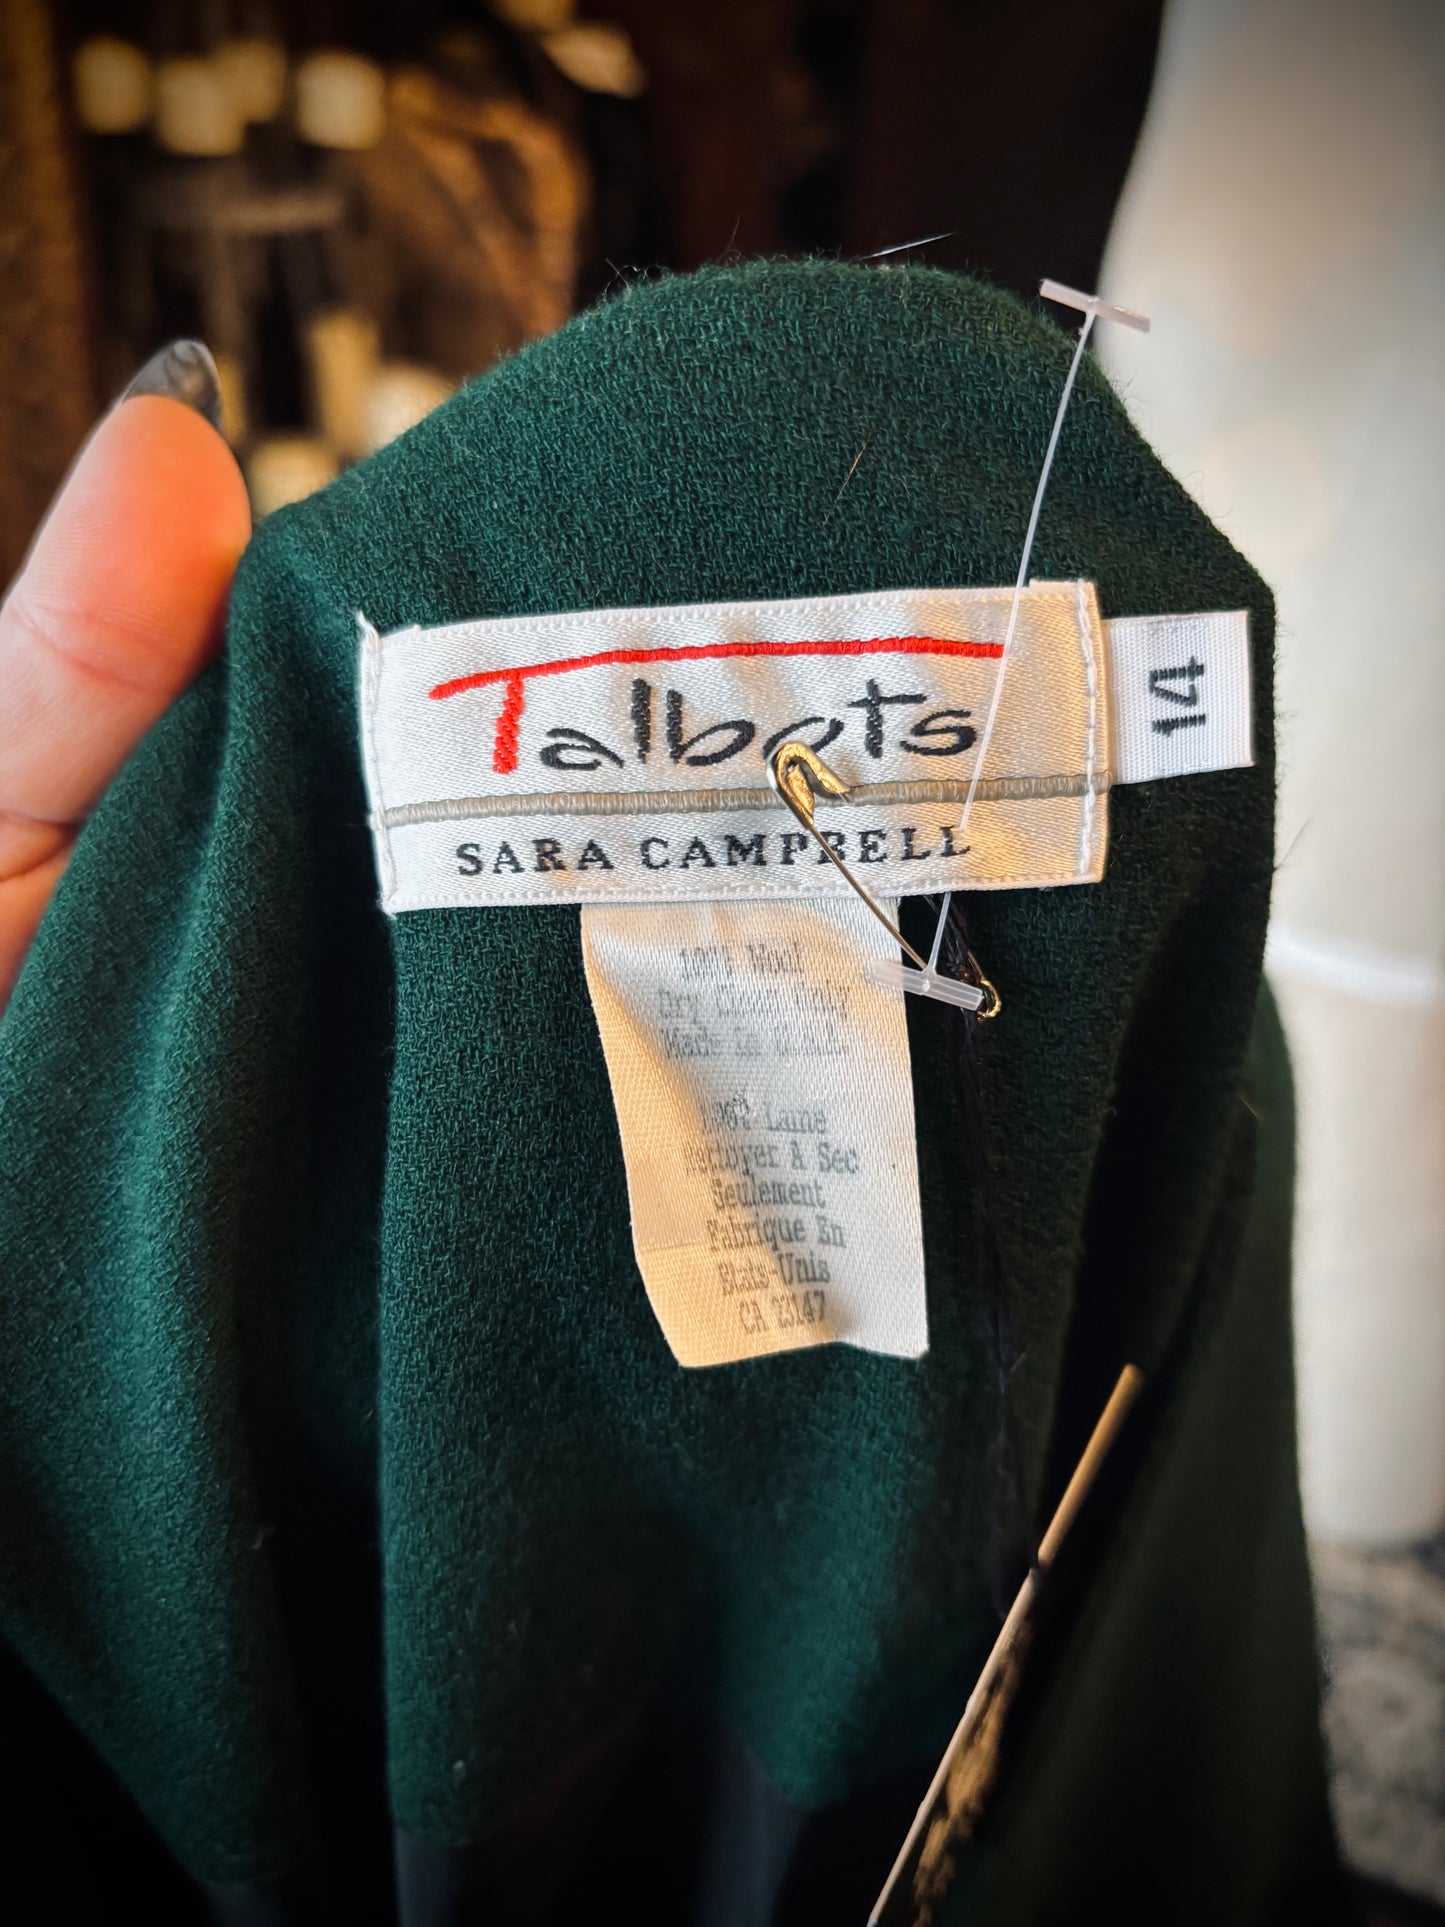 Talbots
14
SARA CAMPBELL
100% Wool
Dry Clean Only
Made in U.S.A.
100% Laine
Nettoyer A Sec
Seulement
Fabrique En
Etats-Unis
CA 23147